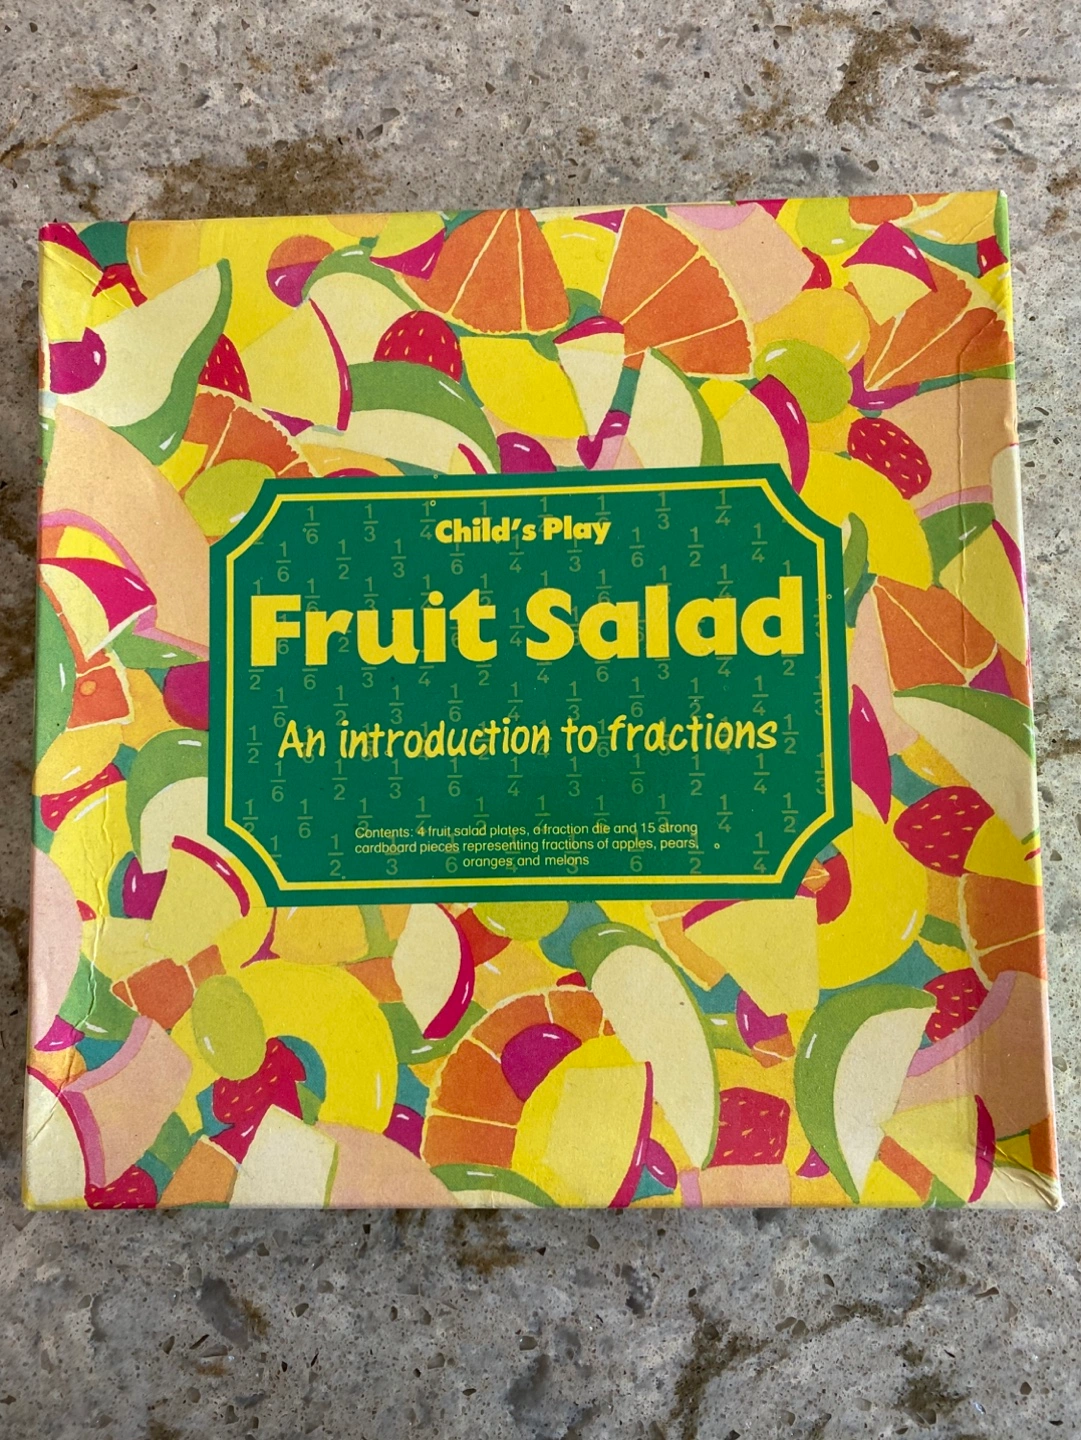 Child's Play
Fruit Salad
An introduction to fractions
Contents: 4 fruit salad plates, a fraction die and 15 strong
cardboard pieces representing fractions of apples, pears,
oranges and melons